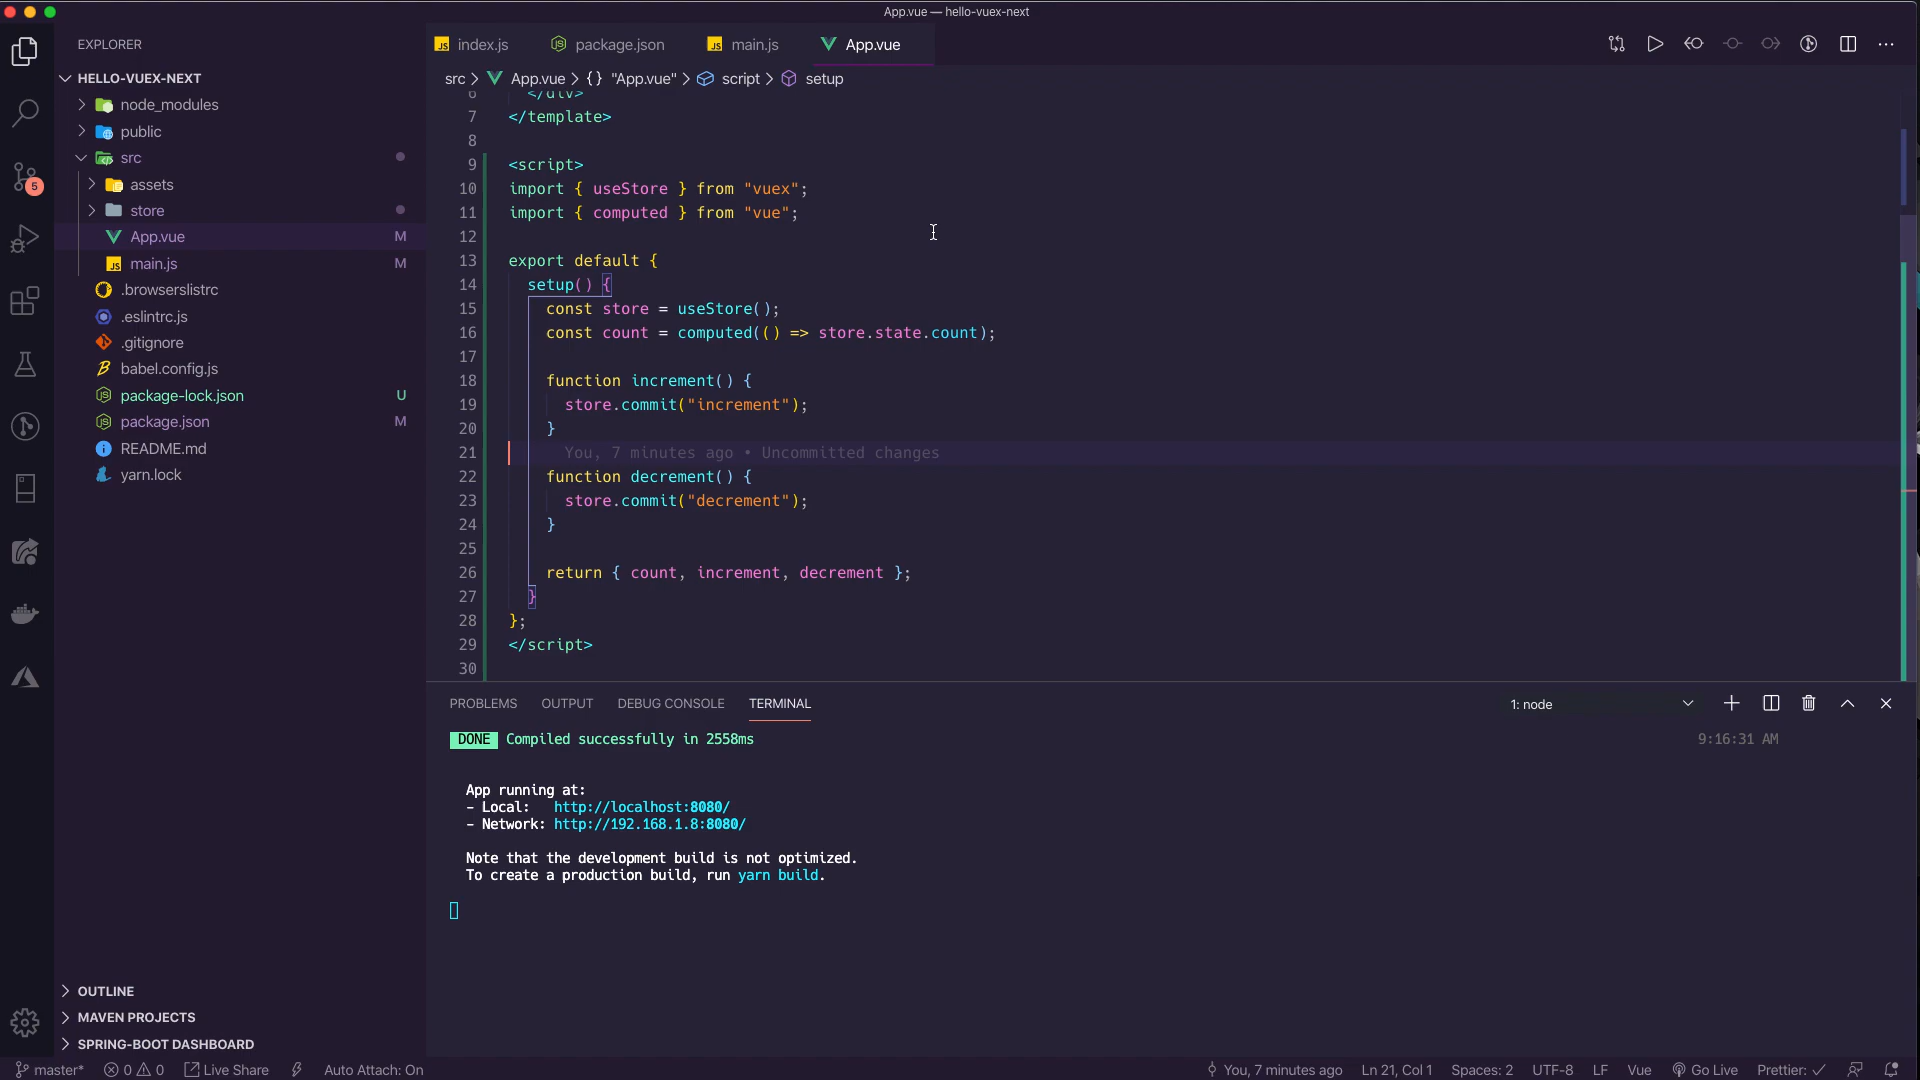 App.vue — hello-vuex-next
EXPLORER
HELLO-VUEX-NEXT
node_modules
public
src
assets
store
App.vue M
main.js M
.browserslistrc
.eslintrc.js
.gitignore
babel.config.js
package-lock.json U
package.json M
README.md
yarn.lock
OUTLINE
MAVEN PROJECTS
SPRING-BOOT DASHBOARD
5
JS index.js
package.json
JS main.js
App.vue
src > App.vue > {} "App.vue" > script > setup
6 </div>
7 </template>
8
9 <script>
10 import { useStore } from "vuex";
11 import { computed } from "vue";
12
13 export default {
14 setup() {
15 const store = useStore();
16 const count = computed(() => store.state.count);
17
18 function increment() {
19 store.commit("increment");
20 }
21 You, 7 minutes ago • Uncommitted changes
22 function decrement() {
23 store.commit("decrement");
24 }
25
26 return { count, increment, decrement };
27 }
28 };
29 </script>
30
PROBLEMS OUTPUT DEBUG CONSOLE TERMINAL 1: node
DONE Compiled successfully in 2558ms 9:16:31 AM
App running at:
- Local: http://localhost:8080/
- Network: http://192.168.1.8:8080/
Note that the development build is not optimized.
To create a production build, run yarn build.
master* 0 0 Live Share Auto Attach: On You, 7 minutes ago Ln 21, Col 1 Spaces: 2 UTF-8 LF Vue Go Live Prettier: ✓